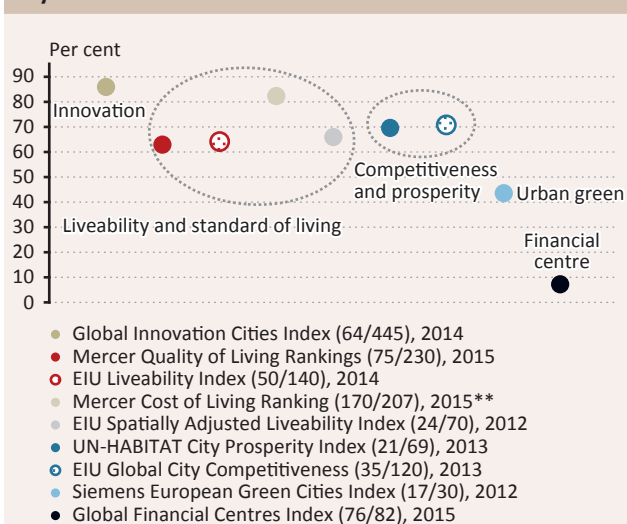 Per cent
90
80
70
60
50
40
30
20
10
0
Innovation
Liveability and standard of living
Competitiveness
and prosperity
Urban green
Financial
centre
Global Innovation Cities Index (64/445), 2014
Mercer Quality of Living Rankings (75/230), 2015
EIU Liveability Index (50/140), 2014
Mercer Cost of Living Ranking (170/207), 2015**
EIU Spatially Adjusted Liveability Index (24/70), 2012
UN-HABITAT City Prosperity Index (21/69), 2013
EIU Global City Competitiveness (35/120), 2013
Siemens European Green Cities Index (17/30), 2012
Global Financial Centres Index (76/82), 2015